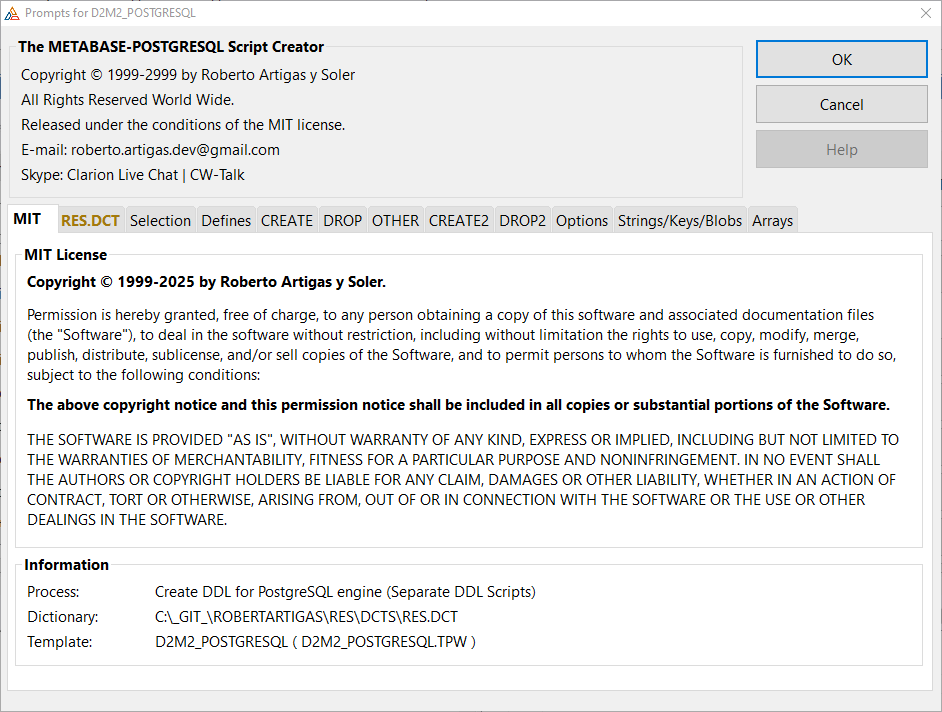 Prompts for D2M2_POSTGRESQL
The METABASE-POSTGRESQL Script Creator
Copyright © 1999-2999 by Roberto Artigas y Soler
All Rights Reserved World Wide.
Released under the conditions of the MIT license.
E-mail: roberto.artigas.dev@gmail.com
Skype: Clarion Live Chat | CW-Talk
OK
Cancel
Help
MIT RES.DCT Selection Defines CREATE DROP OTHER CREATE2 DROP2 Options Strings/Keys/Blobs Arrays
MIT License
Copyright © 1999-2025 by Roberto Artigas y Soler.
Permission is hereby granted, free of charge, to any person obtaining a copy of this software and associated documentation files
(the "Software"), to deal in the software without restriction, including without limitation the rights to use, copy, modify, merge,
publish, distribute, sublicense, and/or sell copies of the Software, and to permit persons to whom the Software is furnished to do so,
subject to the following conditions:
The above copyright notice and this permission notice shall be included in all copies or substantial portions of the Software.
THE SOFTWARE IS PROVIDED "AS IS", WITHOUT WARRANTY OF ANY KIND, EXPRESS OR IMPLIED, INCLUDING BUT NOT LIMITED TO
THE WARRANTIES OF MERCHANTABILITY, FITNESS FOR A PARTICULAR PURPOSE AND NONINFRINGEMENT. IN NO EVENT SHALL
THE AUTHORS OR COPYRIGHT HOLDERS BE LIABLE FOR ANY CLAIM, DAMAGES OR OTHER LIABILITY, WHETHER IN AN ACTION OF
CONTRACT, TORT OR OTHERWISE, ARISING FROM, OUT OF OR IN CONNECTION WITH THE SOFTWARE OR THE USE OR OTHER
DEALINGS IN THE SOFTWARE.
Information
Process: Create DDL for PostgreSQL engine (Separate DDL Scripts)
Dictionary: C:\_GIT_\ROBERTARTIGAS\RES\DCTS\RES.DCT
Template: D2M2_POSTGRESQL ( D2M2_POSTGRESQL.TPW )